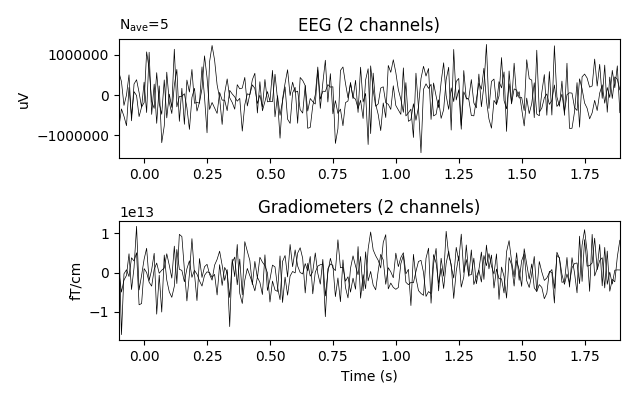 N_ave=5
EEG (2 channels)
uV
1000000
0
−1000000
0.00 0.25 0.50 0.75 1.00 1.25 1.50 1.75
1e13
Gradiometers (2 channels)
fT/cm
1
0
−1
0.00 0.25 0.50 0.75 1.00 1.25 1.50 1.75
Time (s)